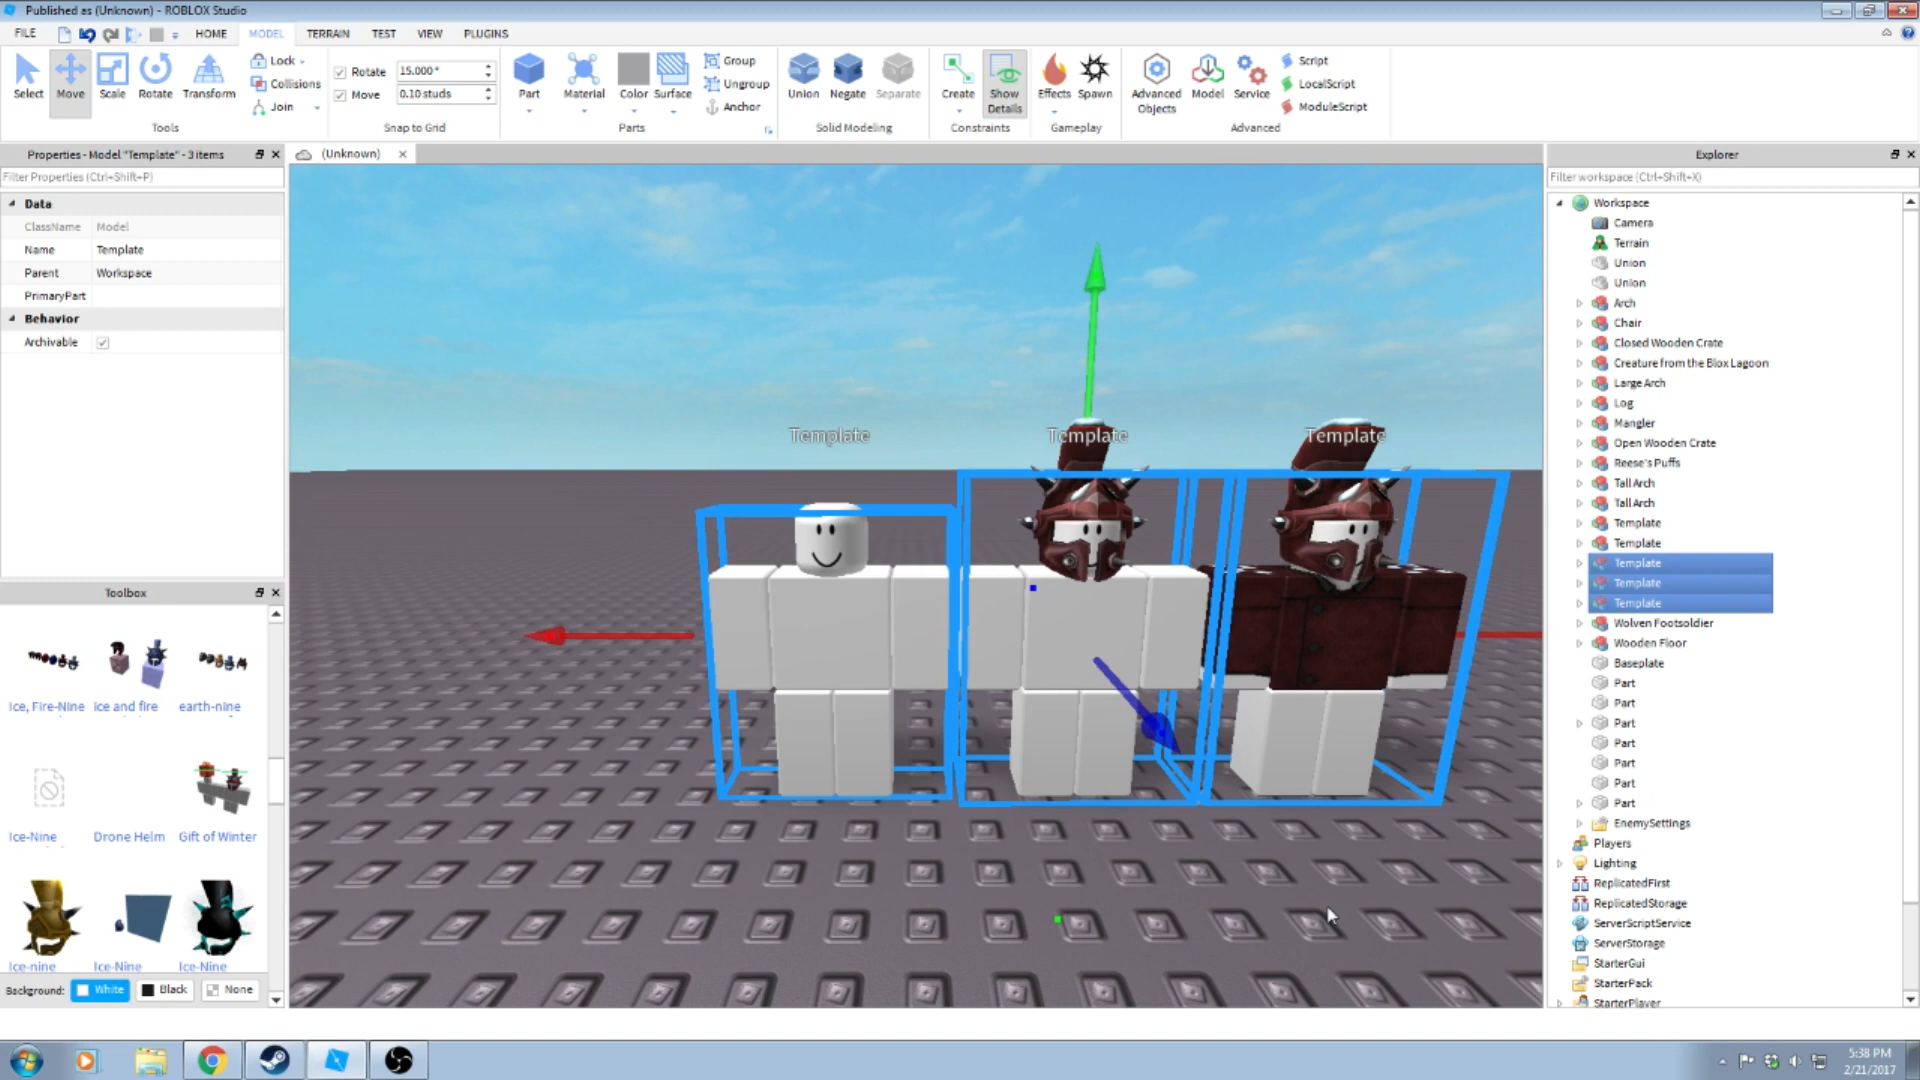 Published as (Unknown) - ROBLOX Studio
FILE HOME MODEL TERRAIN TEST VIEW PLUGINS
Select Move Scale Rotate Transform
Lock
Collisions
Join
Tools
Rotate 15.000°
Move 0.10 studs
Snap to Grid
Part Material Color Surface
Group
Ungroup
Anchor
Parts
Union Negate Separate
Solid Modeling
Create Show Details
Constraints
Effects Spawn
Gameplay
Advanced Objects Model Service
Script
LocalScript
ModuleScript
Advanced
Properties - Model "Template" - 3 items
Filter Properties (Ctrl+Shift+P)
Data
ClassName Model
Name Template
Parent Workspace
PrimaryPart
Behavior
Archivable
Toolbox
Ice, Fire-Nine ice and fire earth-nine
Ice-Nine Drone Helm Gift of Winter
Ice-nine Ice-Nine Ice-Nine
Background: White Black None
(Unknown)
Template Template Template
Explorer
Filter workspace (Ctrl+Shift+X)
Workspace
Camera
Terrain
Union
Union
Arch
Chair
Closed Wooden Crate
Creature from the Blox Lagoon
Large Arch
Log
Mangler
Open Wooden Crate
Reese's Puffs
Tall Arch
Tall Arch
Template
Template
Template
Template
Template
Wolven Footsoldier
Wooden Floor
Baseplate
Part
Part
Part
Part
Part
Part
Part
EnemySettings
Players
Lighting
ReplicatedFirst
ReplicatedStorage
ServerScriptService
ServerStorage
StarterGui
StarterPack
StarterPlayer
5:38 PM
2/21/2017